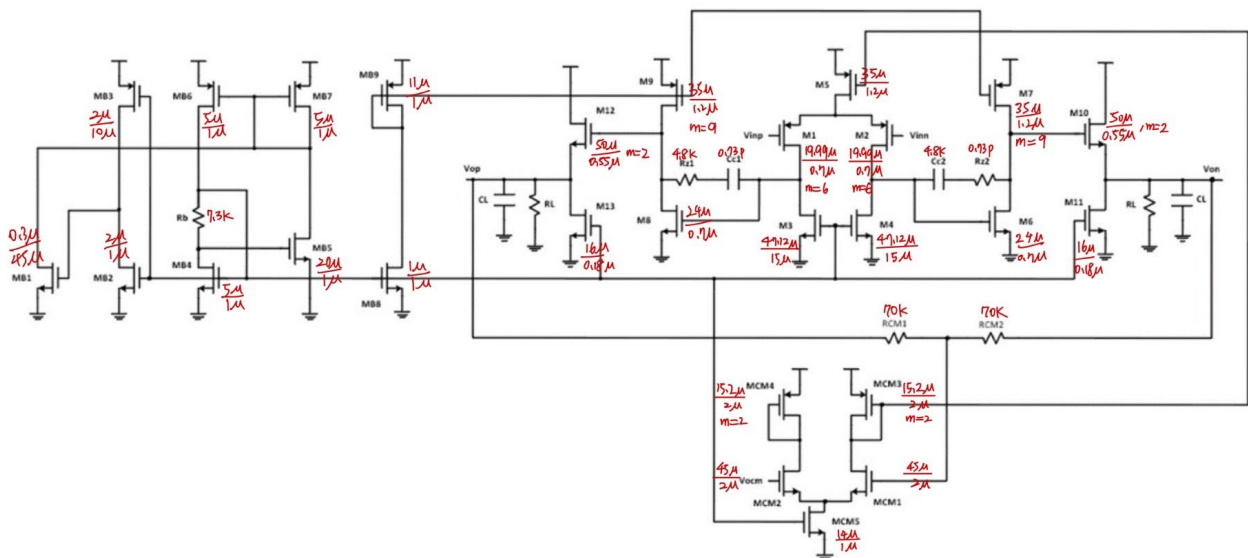 MB3
2μ
10μ
MB6
5μ
1μ
MB7
5μ
1μ
MB9
11μ
1μ
M12
50μ
0.55μ m=2
M9
35μ
1.2μ
m=9
M5
35μ
1.2μ
M7
35μ
1.2μ
m=9
M10
50μ
0.55μ, m=2
Vinp
M1
M2
Vinn
19.99μ
0.7μ
m=6
19.99μ
0.7μ
m=6
4.8K
Rz1
0.73p
Cc1
4.8K
Cc2
0.73p
Rz2
Vop
Von
CL
RL
M13
16μ
0.18μ
M8
24μ
0.7μ
M3
47.12μ
15μ
M4
47.12μ
15μ
M6
24μ
0.7μ
M11
16μ
0.18μ
RL
CL
Rb
7.3K
0.3μ
45μ
MB1
2μ
1μ
MB2
MB4
5μ
1μ
MB5
20μ
1μ
MB8
1μ
1μ
70K
RCM1
70K
RCM2
MCM4
15.2μ
2μ
m=2
MCM3
15.2μ
2μ
m=2
45μ
2μ
Vocm
MCM2
45μ
2μ
MCM1
MCM5
14μ
1μ